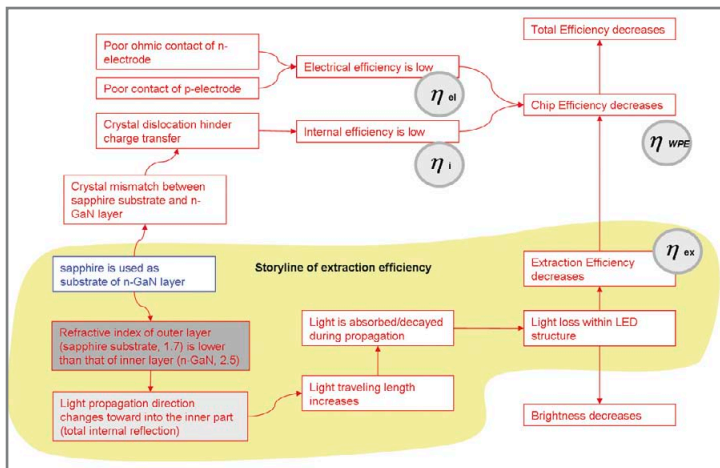 Poor ohmic contact of n-
electrode
Poor contact of p-electrode
Electrical efficiency is low
η el
Total Efficiency decreases
Chip Efficiency decreases
η WPE
Crystal dislocation hinder
charge transfer
Internal efficiency is low
η i
Crystal mismatch between
sapphire substrate and n-
GaN layer
sapphire is used as
substrate of n-GaN layer
Storyline of extraction efficiency
η ex
Extraction Efficiency
decreases
Refractive index of outer layer
(sapphire substrate, 1.7) is lower
than that of inner layer (n-GaN, 2.5)
Light is absorbed/decayed
during propagation
Light loss within LED
structure
Light propagation direction
changes toward into the inner part
(total internal reflection)
Light traveling length
increases
Brightness decreases